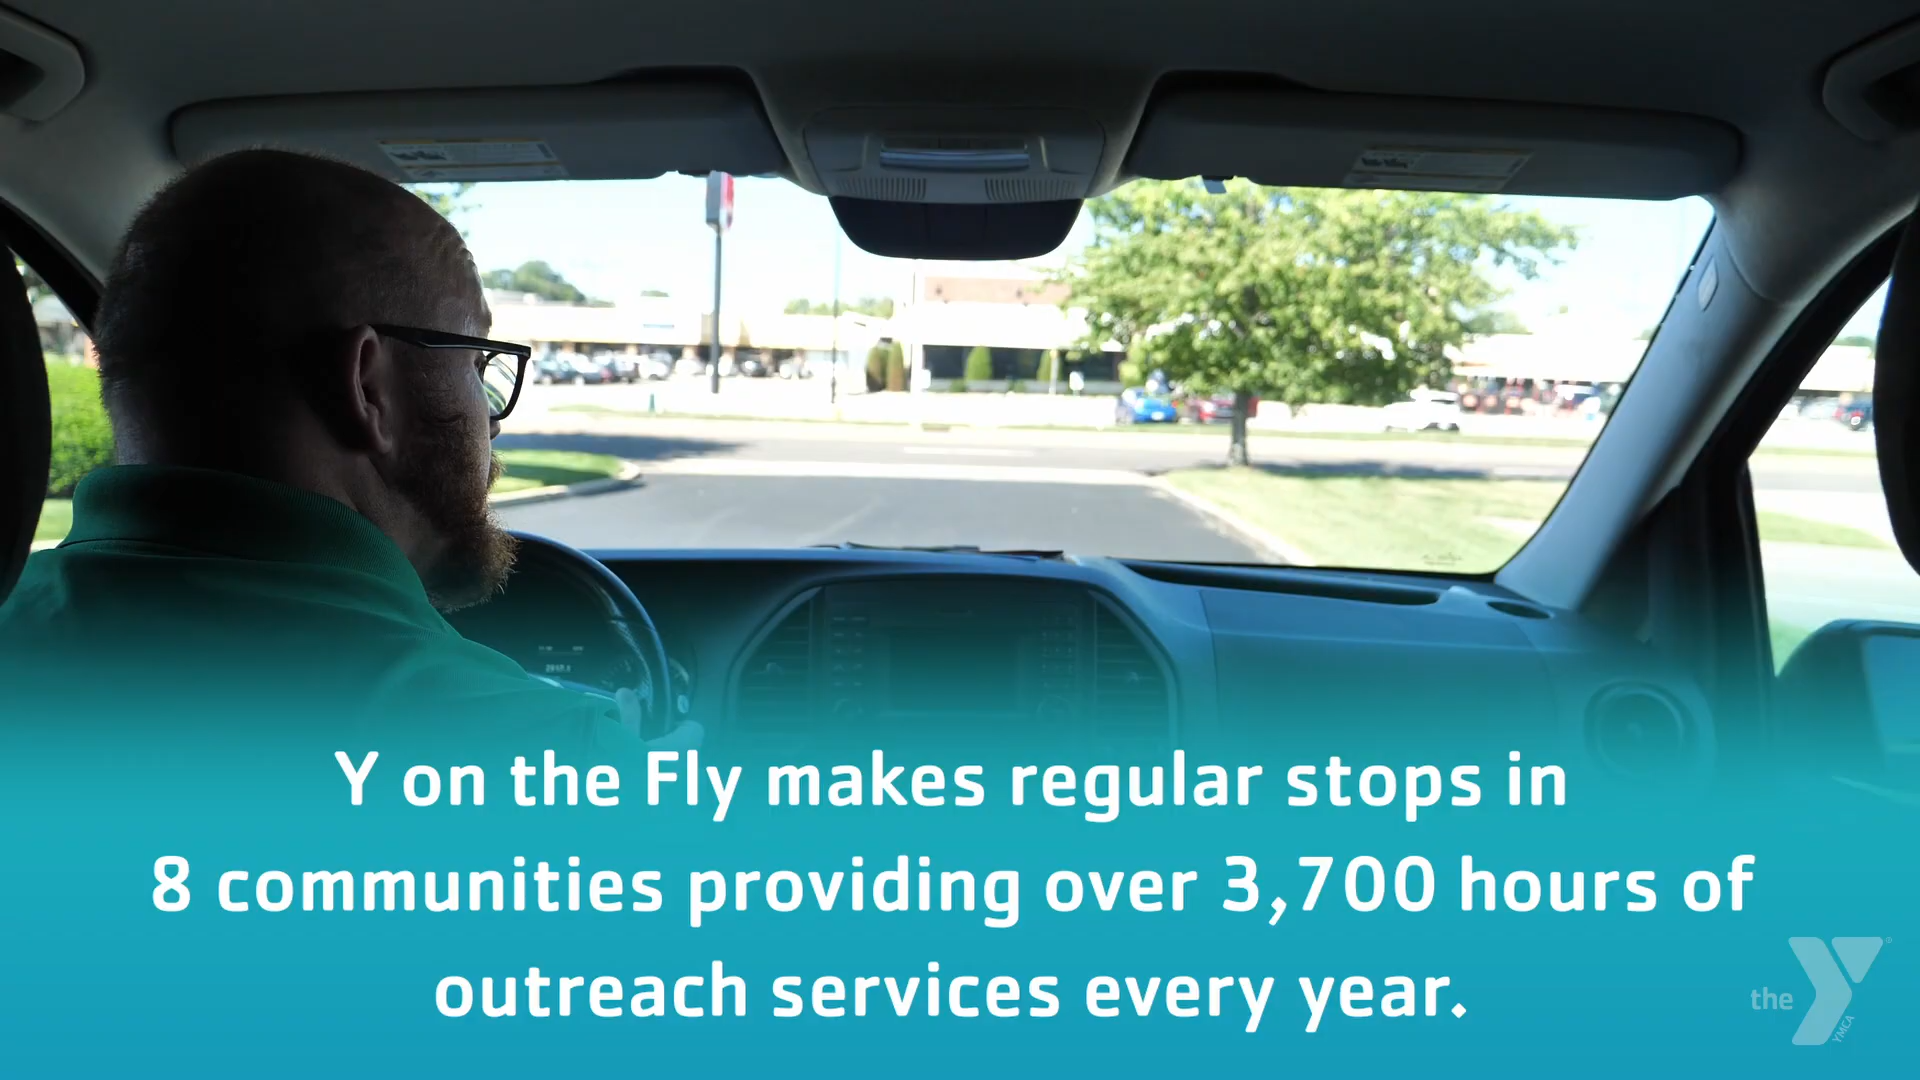 Y on the Fly makes regular stops in
8 communities providing over 3,700 hours of
outreach services every year.
the Y®
YMCA